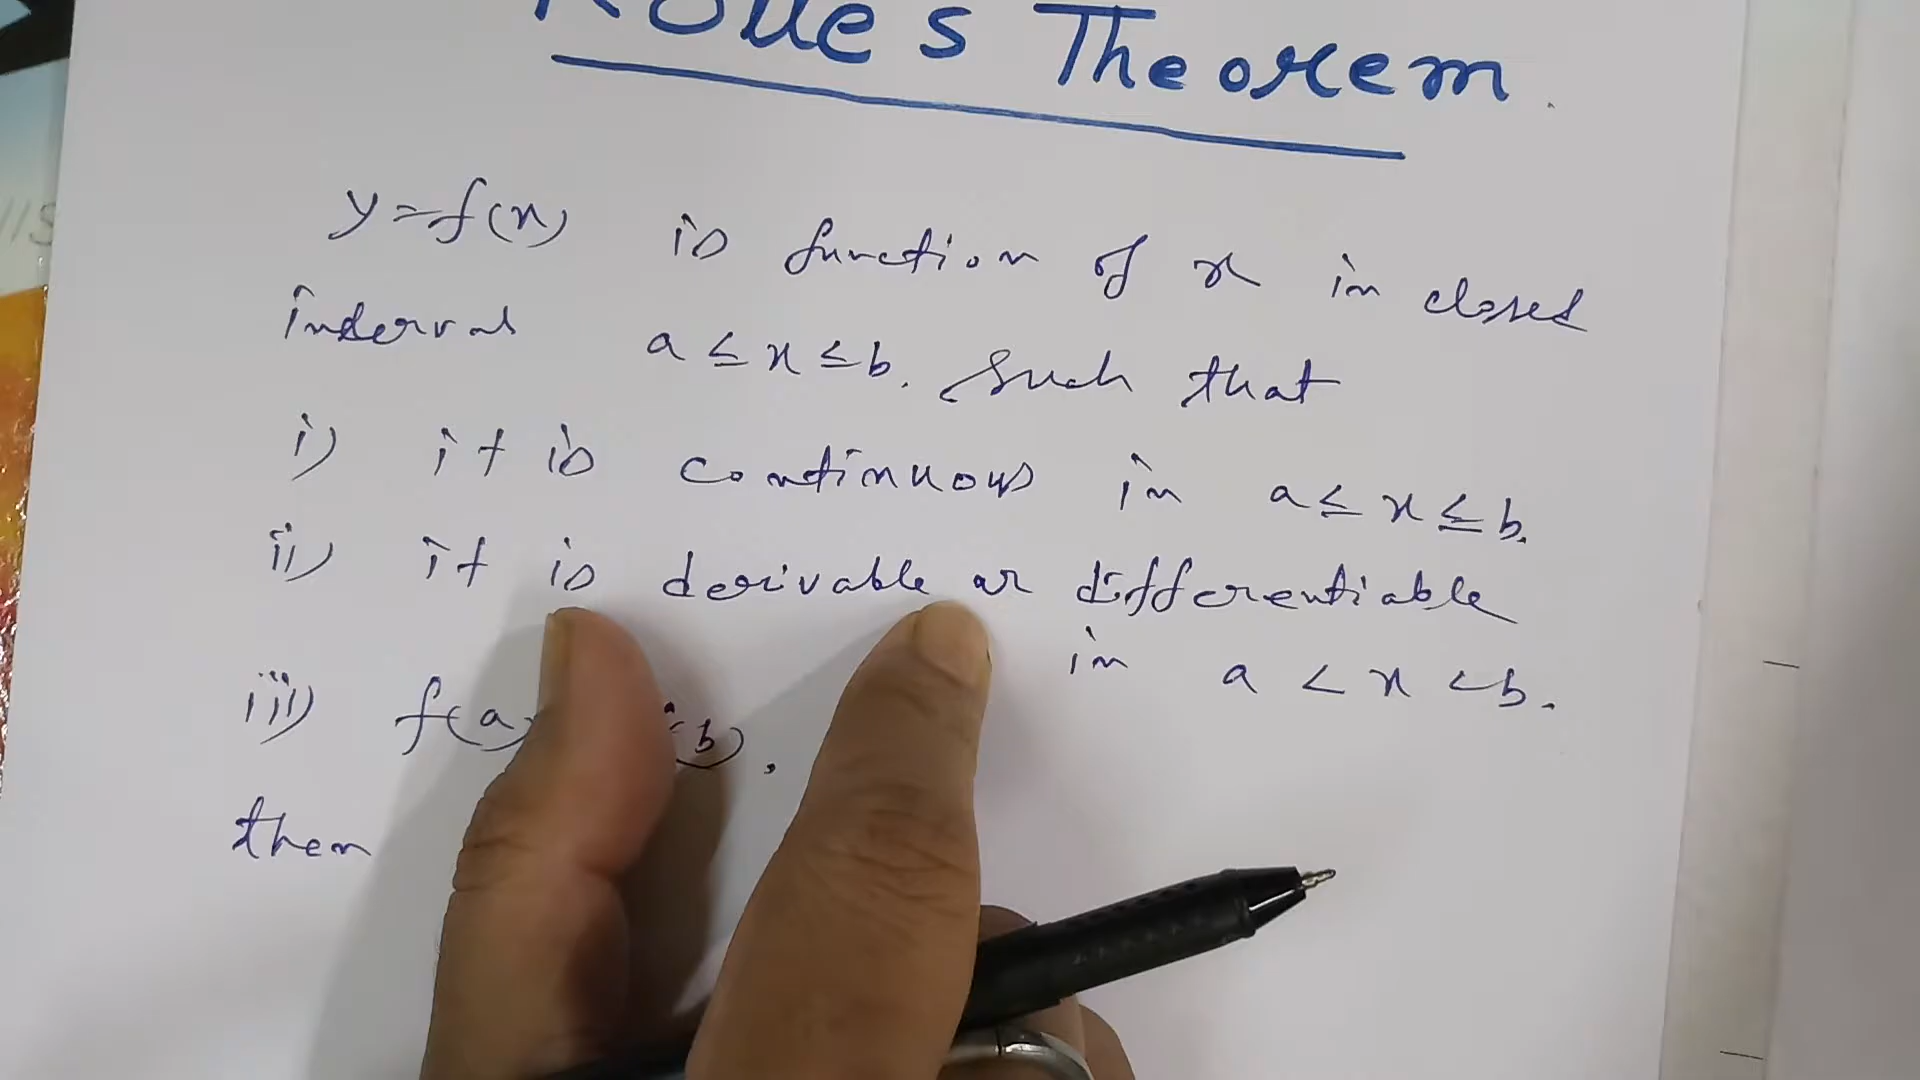 Rolle's Theorem.
y=f(x) is function of x in closed
interval a ≤ x ≤ b. Such that
i) it is continuous in a ≤ x ≤ b.
ii) it is derivable or differentiable
in a < x < b.
iii) f(a) (b),
then